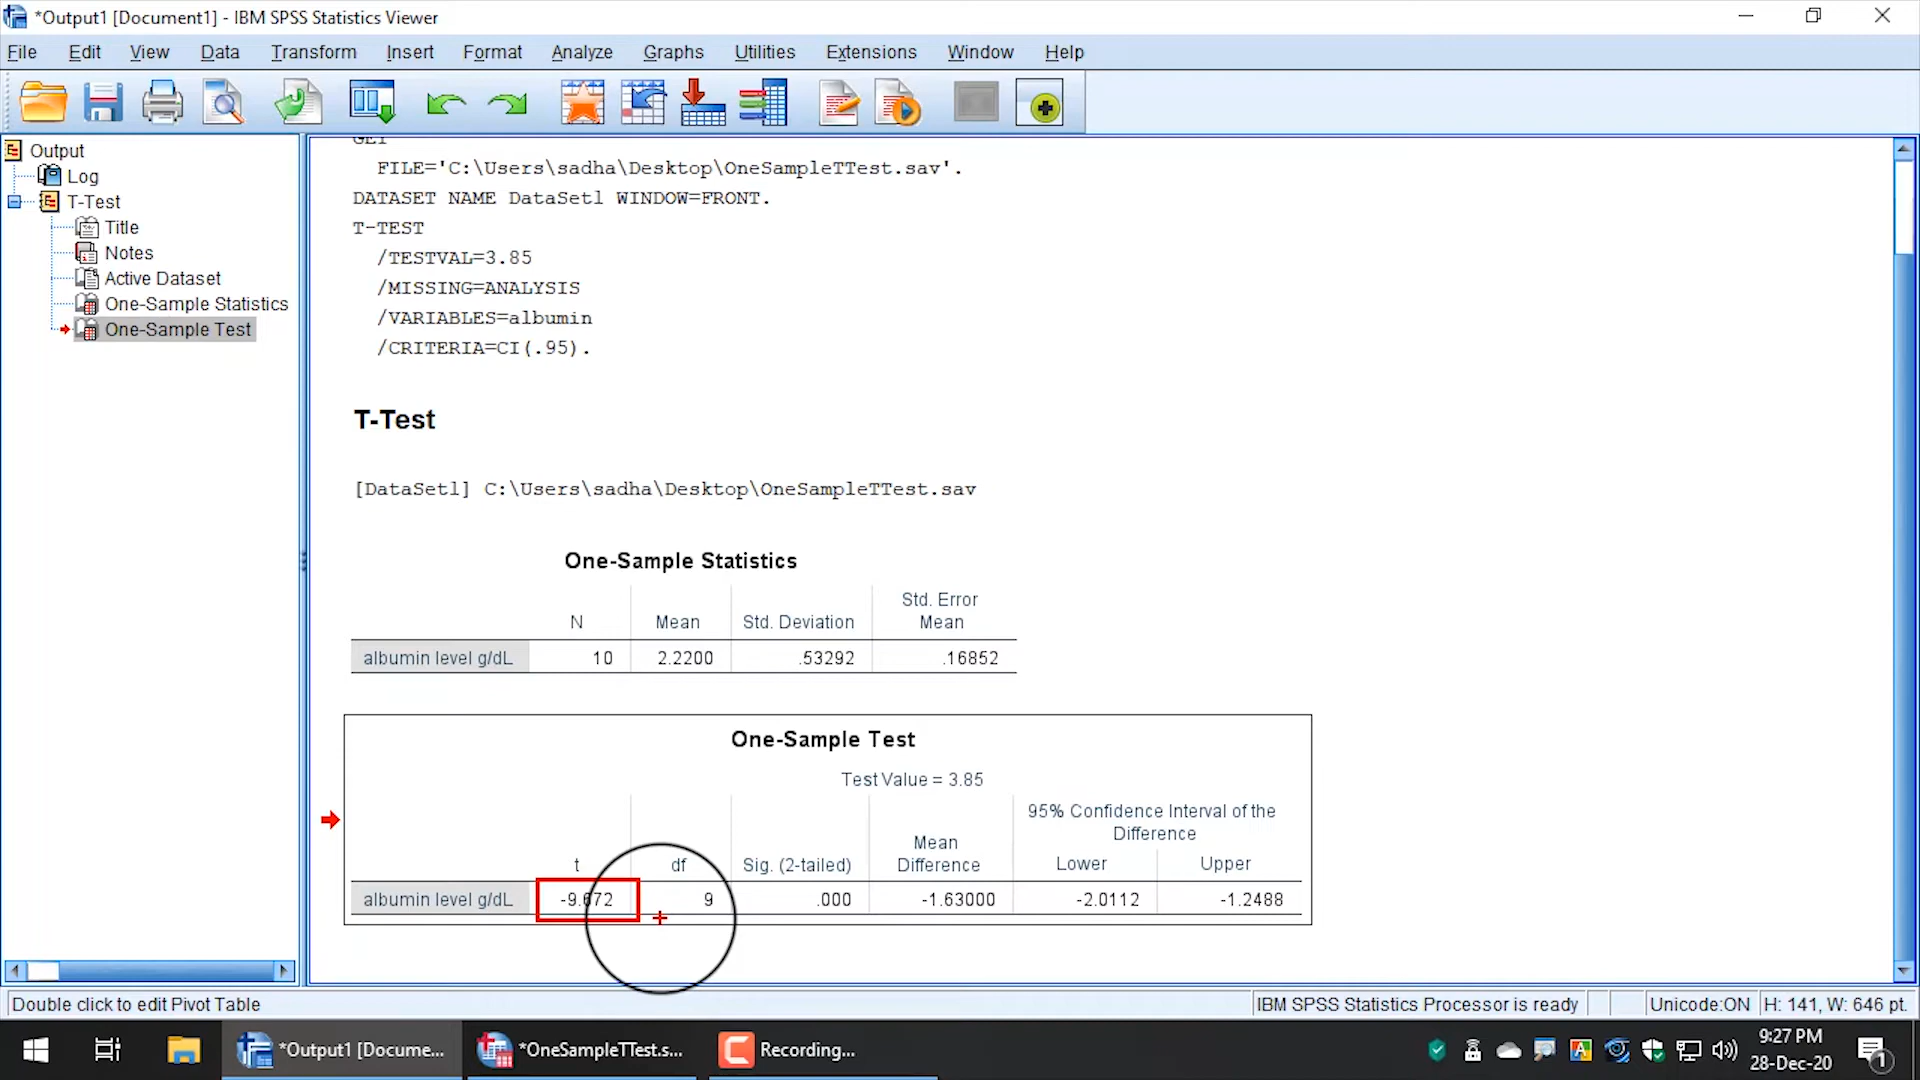 *Output1 [Document1] - IBM SPSS Statistics Viewer
File Edit View Data Transform Insert Format Analyze Graphs Utilities Extensions Window Help
Output
Log
T-Test
Title
Notes
Active Dataset
One-Sample Statistics
One-Sample Test
GET
FILE='C:\Users\sadha\Desktop\OneSampleTTest.sav'.
DATASET NAME DataSet1 WINDOW=FRONT.
T-TEST
/TESTVAL=3.85
/MISSING=ANALYSIS
/VARIABLES=albumin
/CRITERIA=CI(.95).
T-Test
[DataSet1] C:\Users\sadha\Desktop\OneSampleTTest.sav
One-Sample Statistics
N Mean Std. Deviation Std. Error Mean
albumin level g/dL 10 2.2200 .53292 .16852
One-Sample Test
Test Value = 3.85
95% Confidence Interval of the Difference
t df Sig. (2-tailed) Mean Difference Lower Upper
albumin level g/dL -9.672 9 .000 -1.63000 -2.0112 -1.2488
Double click to edit Pivot Table
IBM SPSS Statistics Processor is ready Unicode:ON H: 141, W: 646 pt.
*Output1 [Docume... *OneSampleTTest.s... Recording...
9:27 PM
28-Dec-20
1